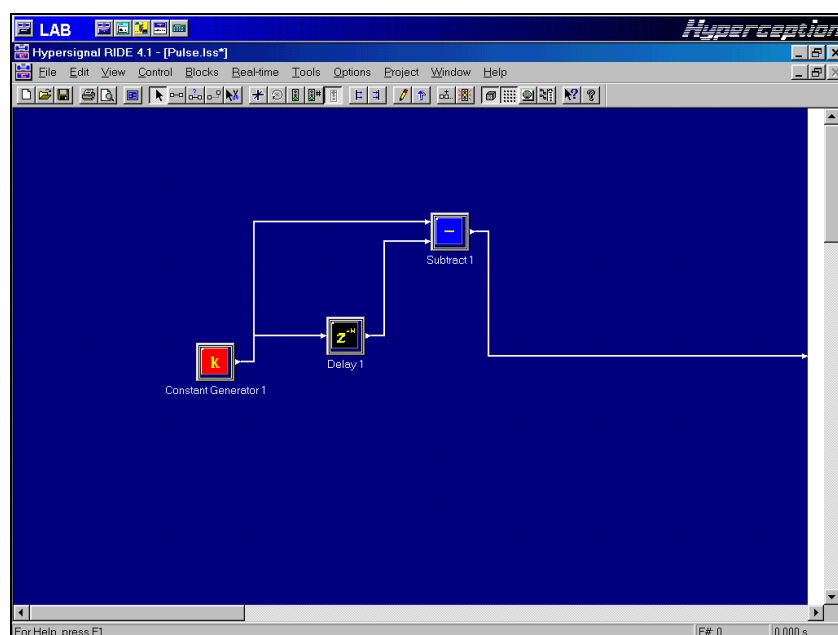 LAB Hyperception
Hypersignal RIDE 4.1 - [Pulse.lss*]
File Edit View Control Blocks Real-time Tools Options Project Window Help
−
Subtract 1
z^-N
Delay 1
k
Constant Generator 1
For Help, press F1 F# 0 0.000 s